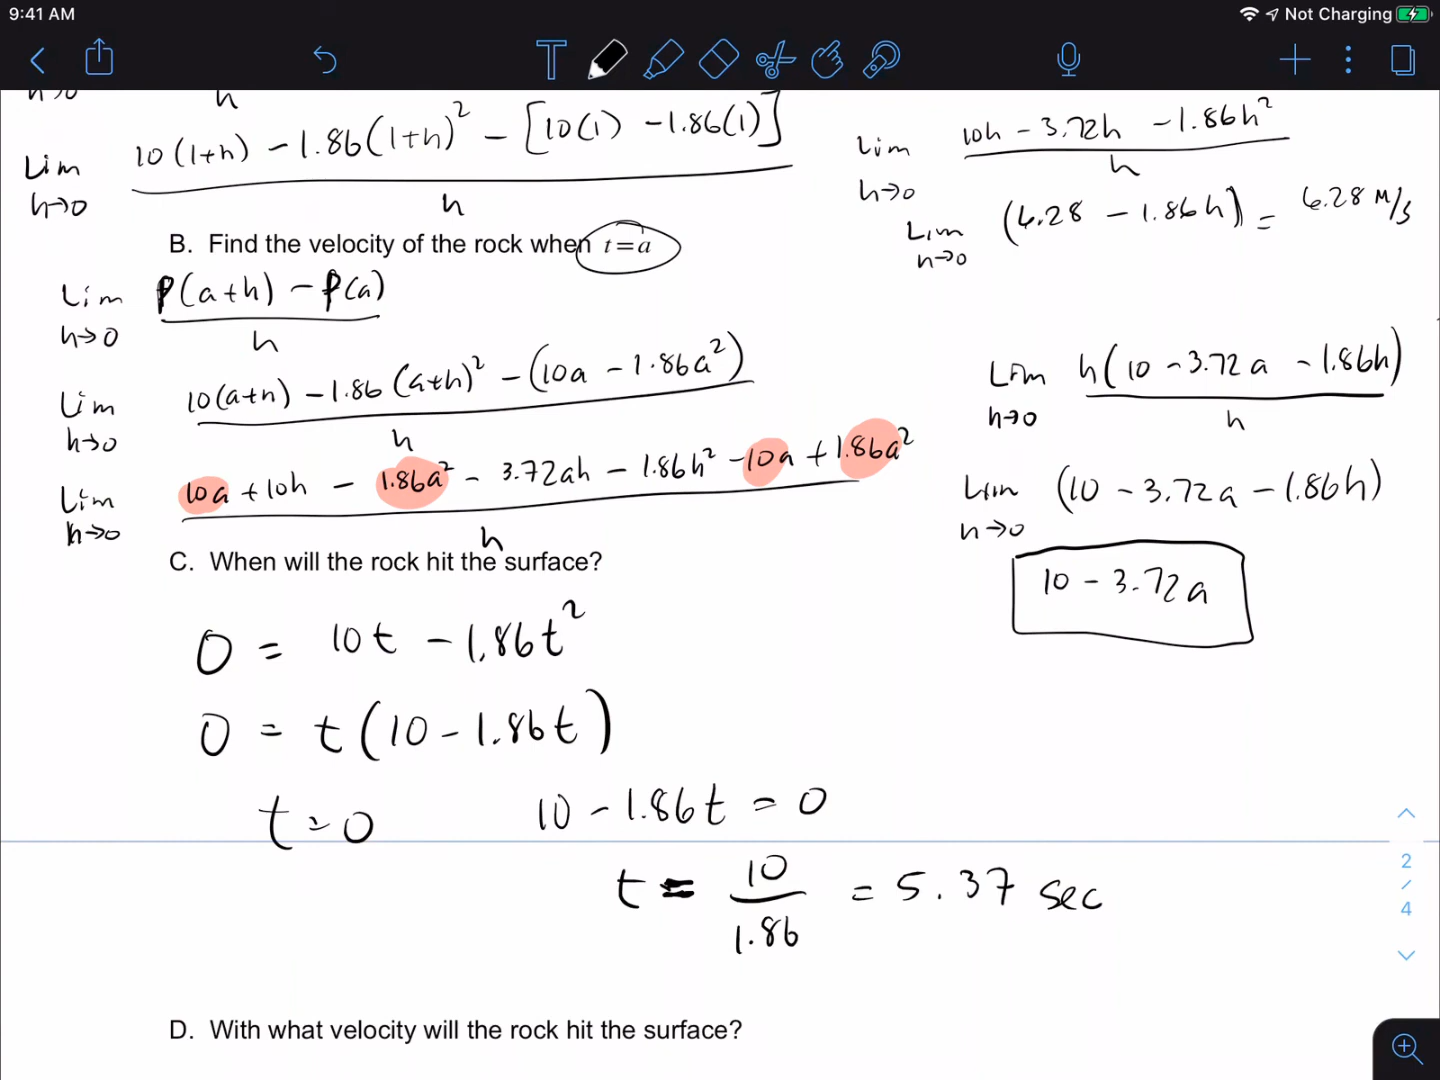 9:41 AM
Not Charging
h→0 h
Lim h→0 10(1+h) - 1.86(1+h)² - [10(1) - 1.86(1)] / h
Lim h→0 10h - 3.72h - 1.86h² / h
Lim h→0 (6.28 - 1.86h) = 6.28 M/s
B. Find the velocity of the rock when t=a
Lim h→0 P(a+h) - P(a) / h
Lim h→0 10(a+h) - 1.86(a+h)² - (10a - 1.86a²) / h
Lim h→0 10a + 10h - 1.86a² - 3.72ah - 1.86h² - 10a + 1.86a² / h
Lim h→0 h(10 - 3.72a - 1.86h) / h
Lim h→0 (10 - 3.72a - 1.86h)
10 - 3.72a
C. When will the rock hit the surface?
0 = 10t - 1.86t²
0 = t(10 - 1.86t)
t=0 10 - 1.86t = 0
t = 10 / 1.86 = 5.37 sec
2 / 4
D. With what velocity will the rock hit the surface?